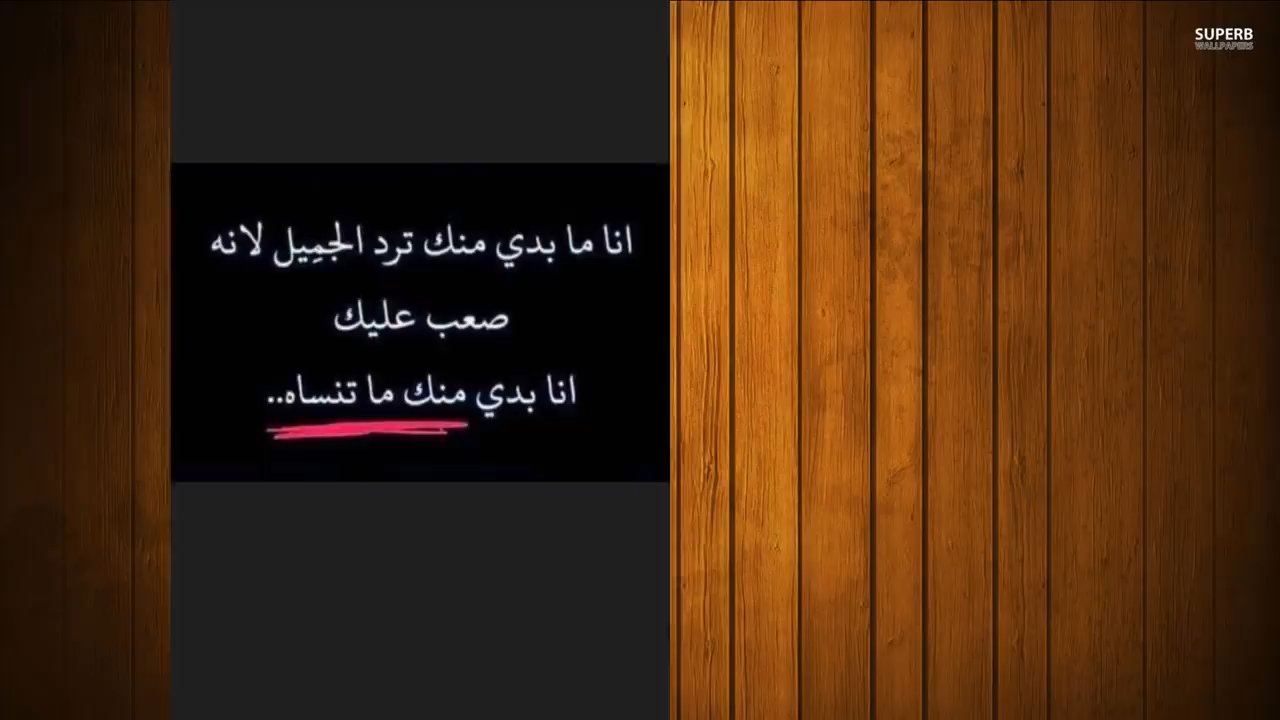 انا ما بدي منك ترد الجمِيل لانه
صعب عليك
انا بدي منك ما تنساه..
SUPERB
WALLPAPERS